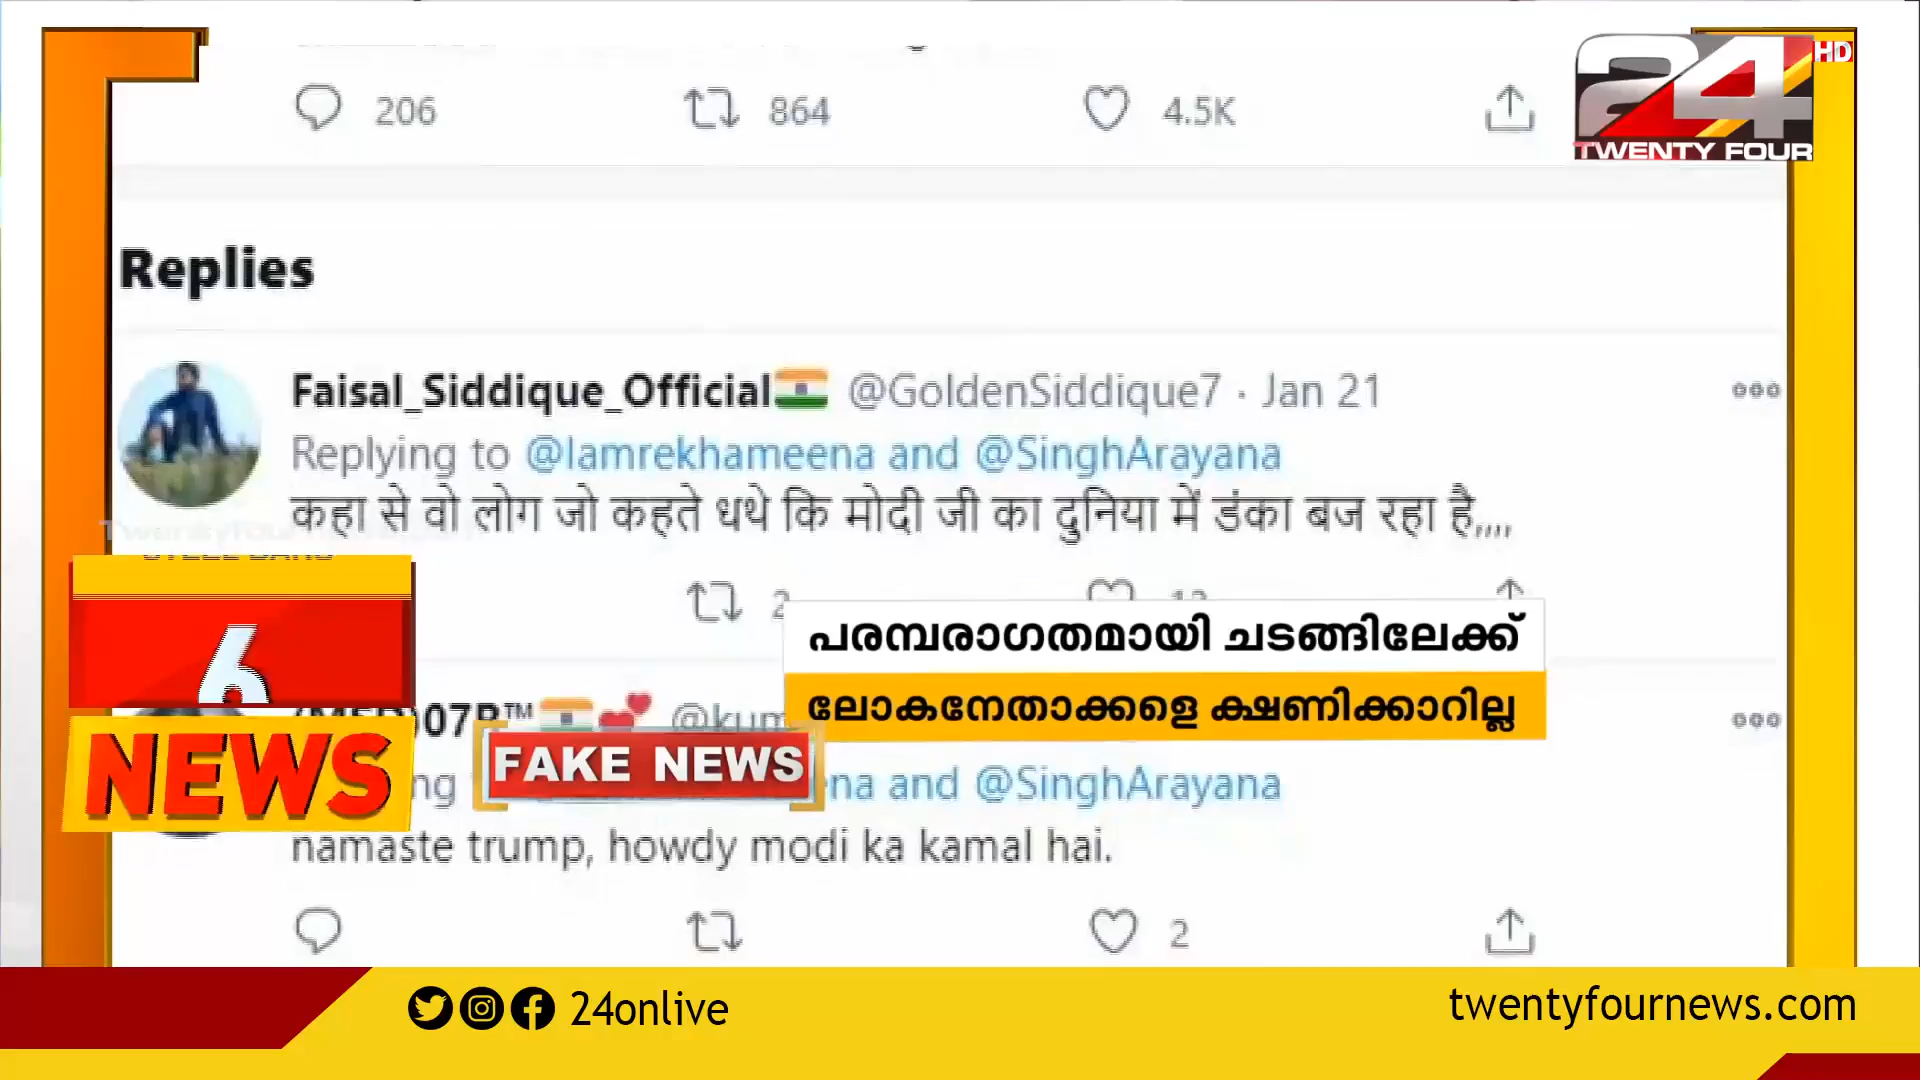 206 864 4.5K
24 HD
TWENTY FOUR
Replies
Faisal_Siddique_Official @GoldenSiddique7 · Jan 21
Replying to @Iamrekhameena and @SinghArayana
कहा से वो लोग जो कहते धथे कि मोदी जी का दुनिया में डंका बज रहा है,,,,
പരമ്പരാഗതമായി ചടങ്ങിലേക്ക്
ലോകനേതാക്കളെ ക്ഷണിക്കാറില്ല
6
NEWS
FAKE NEWS
and @SinghArayana
namaste trump, howdy modi ka kamal hai.
2
24onlive
twentyfournews.com